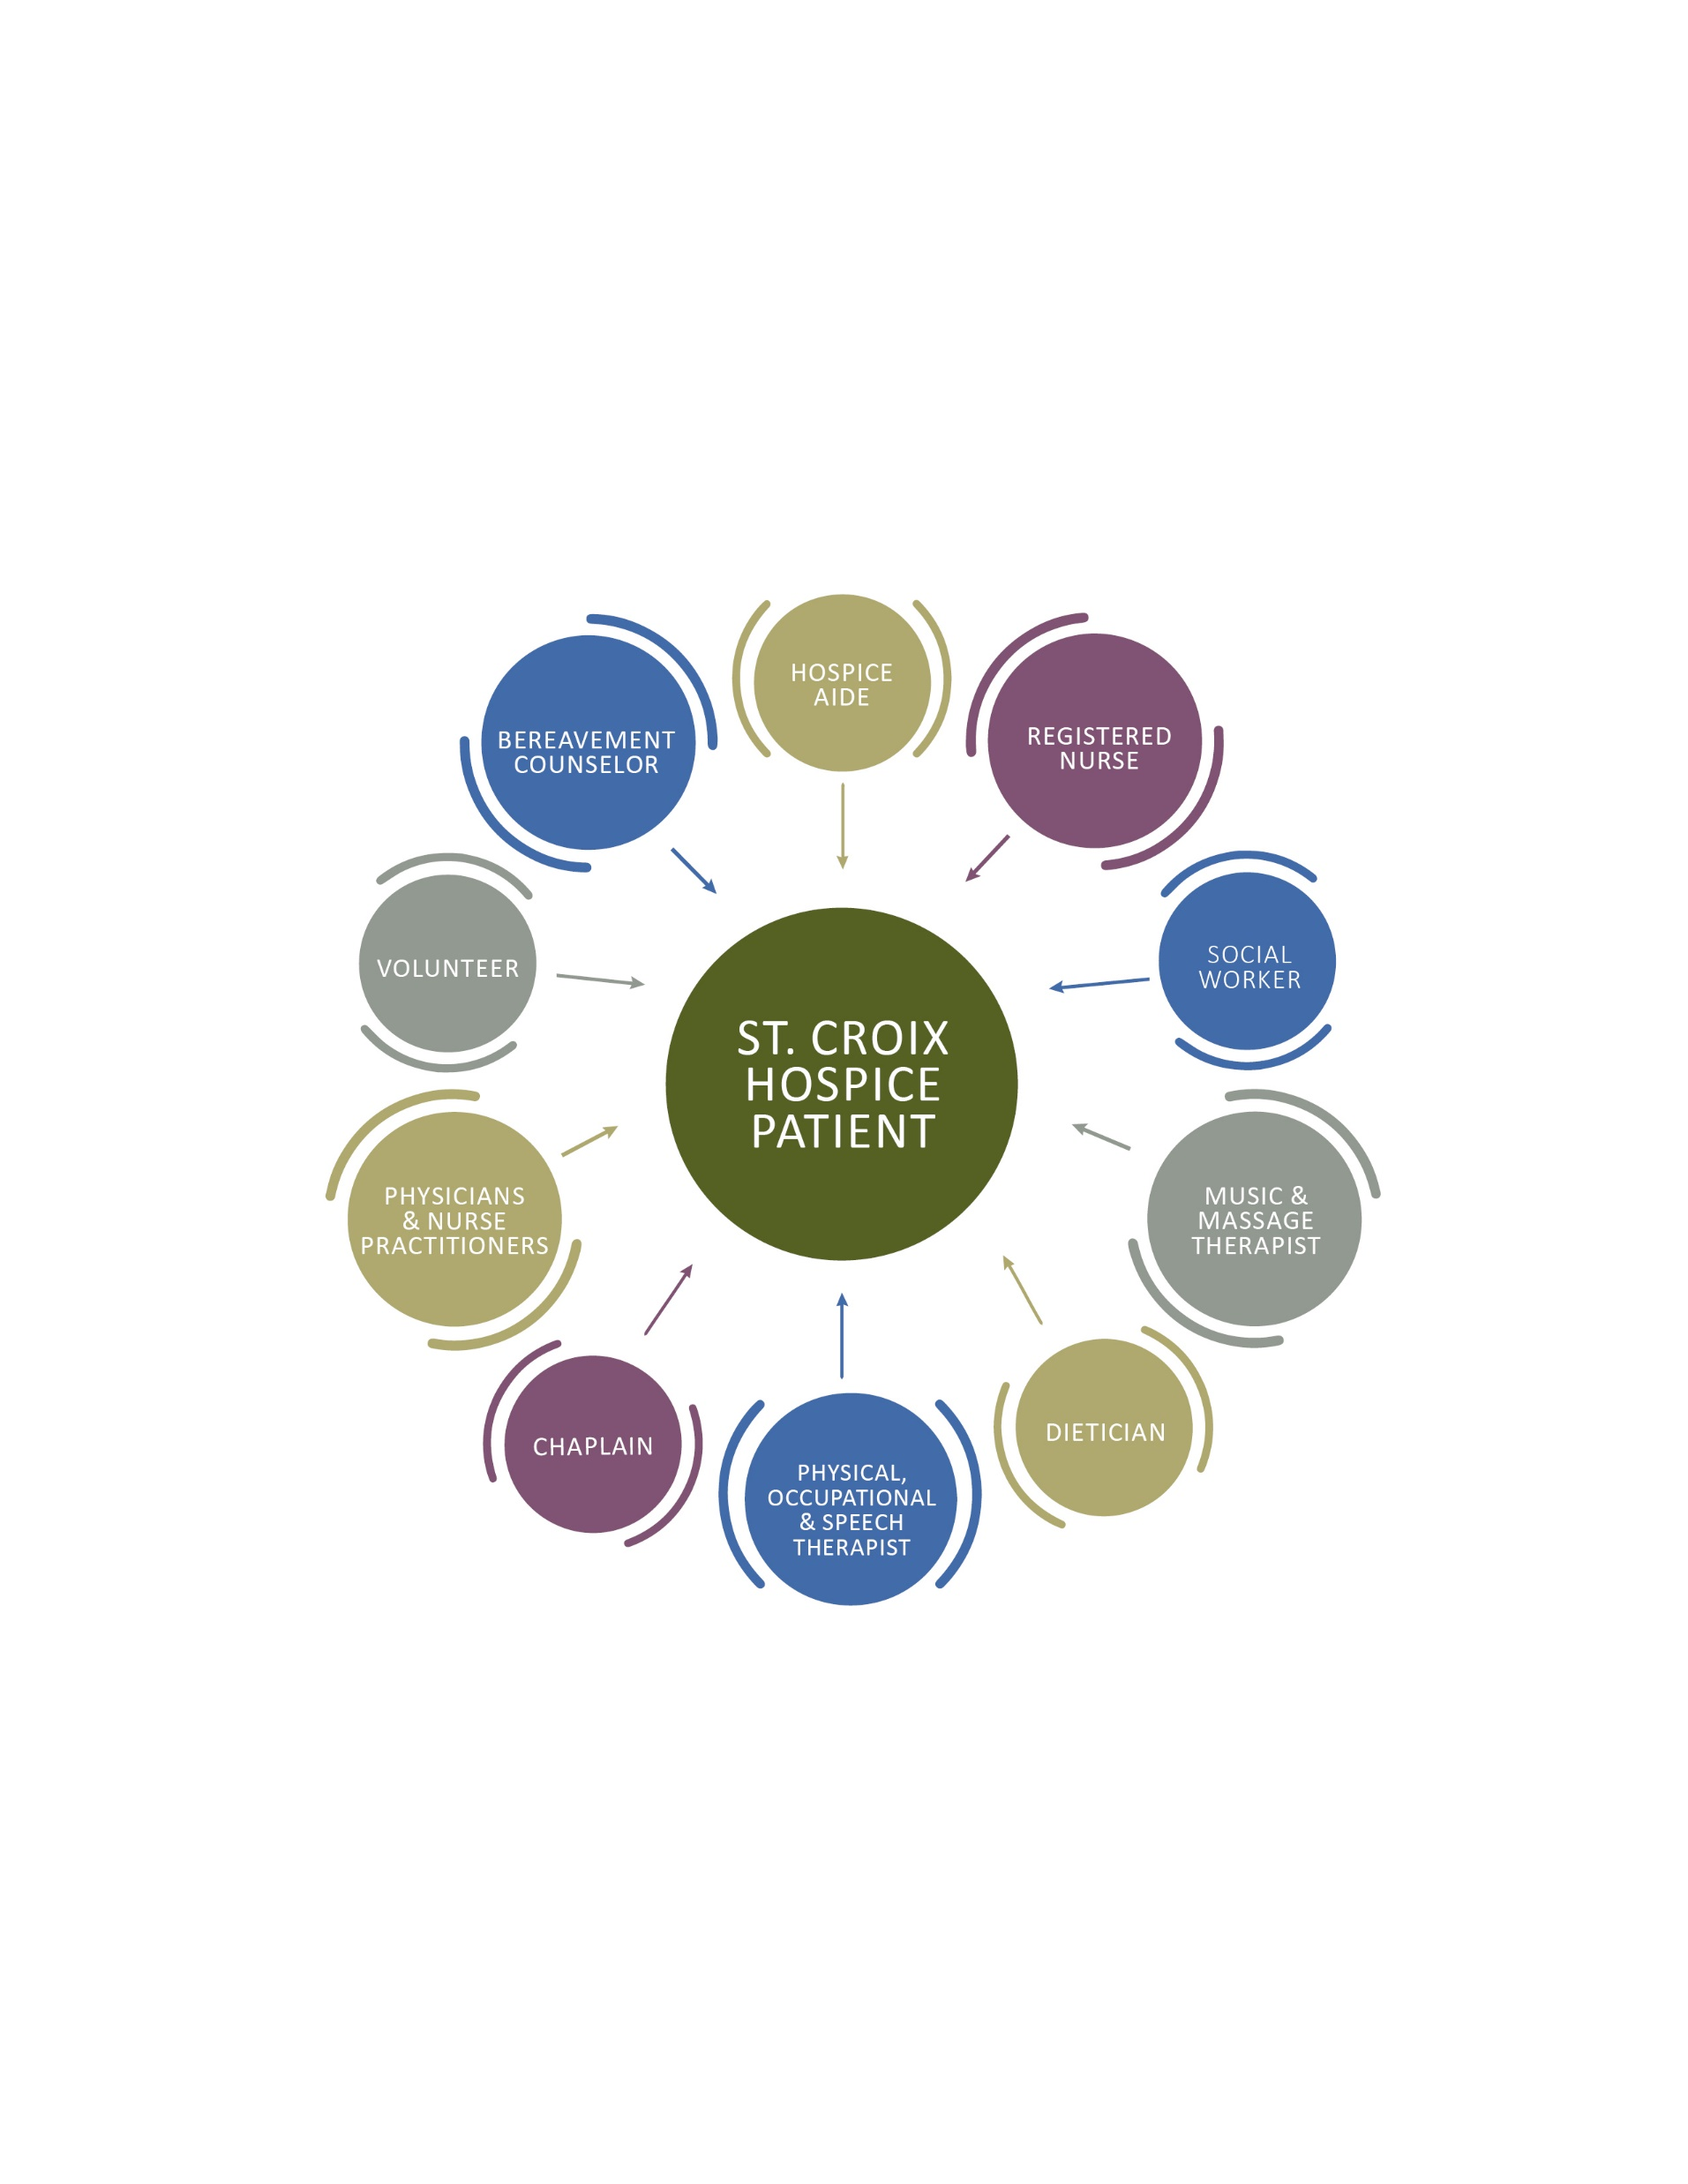 HOSPICE
AIDE
REGISTERED
NURSE
BEREAVEMENT
COUNSELOR
SOCIAL
WORKER
VOLUNTEER
ST. CROIX
HOSPICE
PATIENT
PHYSICIANS
& NURSE
PRACTITIONERS
MUSIC &
MASSAGE
THERAPIST
CHAPLAIN
DIETICIAN
PHYSICAL,
OCCUPATIONAL
& SPEECH
THERAPIST